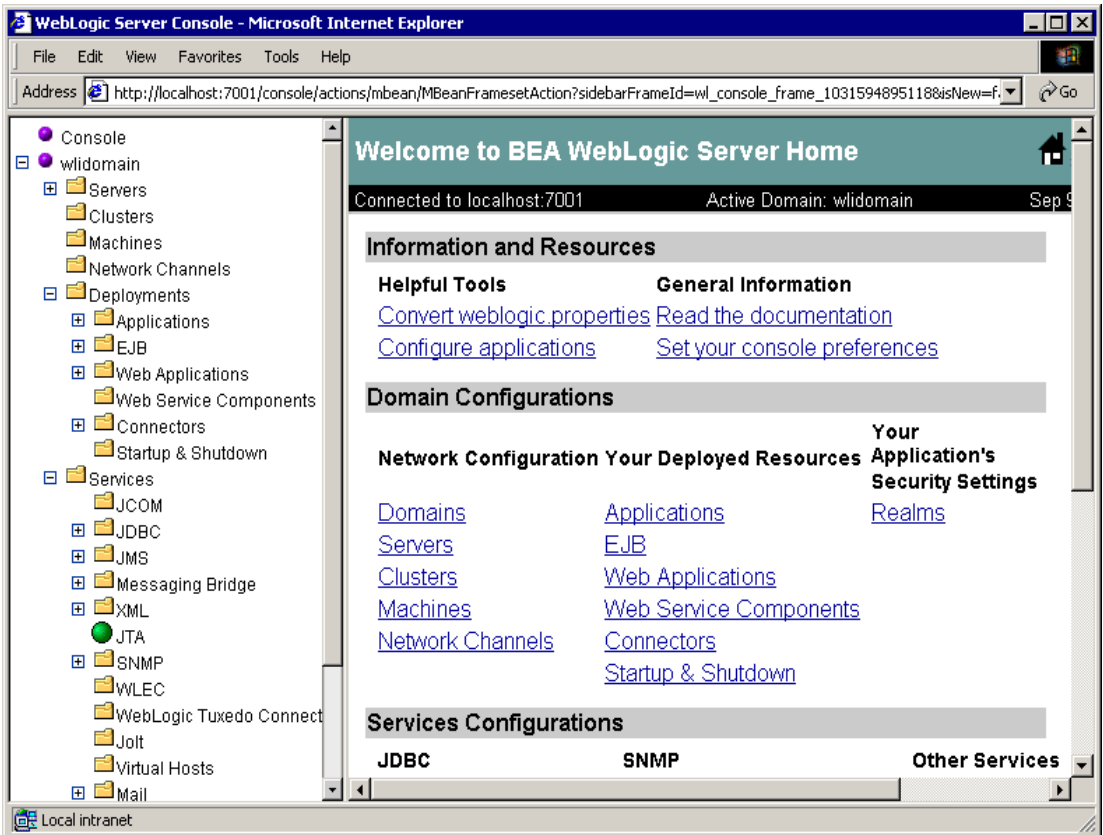 WebLogic Server Console - Microsoft Internet Explorer
File Edit View Favorites Tools Help
Address http://localhost:7001/console/actions/mbean/MBeanFramesetAction?sidebarFrameId=wl_console_frame_1031594895118&isNew=f Go
Console
wlidomain
Servers
Clusters
Machines
Network Channels
Deployments
Applications
EJB
Web Applications
Web Service Components
Connectors
Startup & Shutdown
Services
JCOM
JDBC
JMS
Messaging Bridge
XML
JTA
SNMP
WLEC
WebLogic Tuxedo Connect
Jolt
Virtual Hosts
Mail
Welcome to BEA WebLogic Server Home
Connected to localhost:7001 Active Domain: wlidomain Sep 9
Information and Resources
Helpful Tools General Information
Convert weblogic.properties Read the documentation
Configure applications Set your console preferences
Domain Configurations
Network Configuration Your Deployed Resources Your Application's Security Settings
Domains Applications Realms
Servers EJB
Clusters Web Applications
Machines Web Service Components
Network Channels Connectors
Startup & Shutdown
Services Configurations
JDBC SNMP Other Services
Local intranet